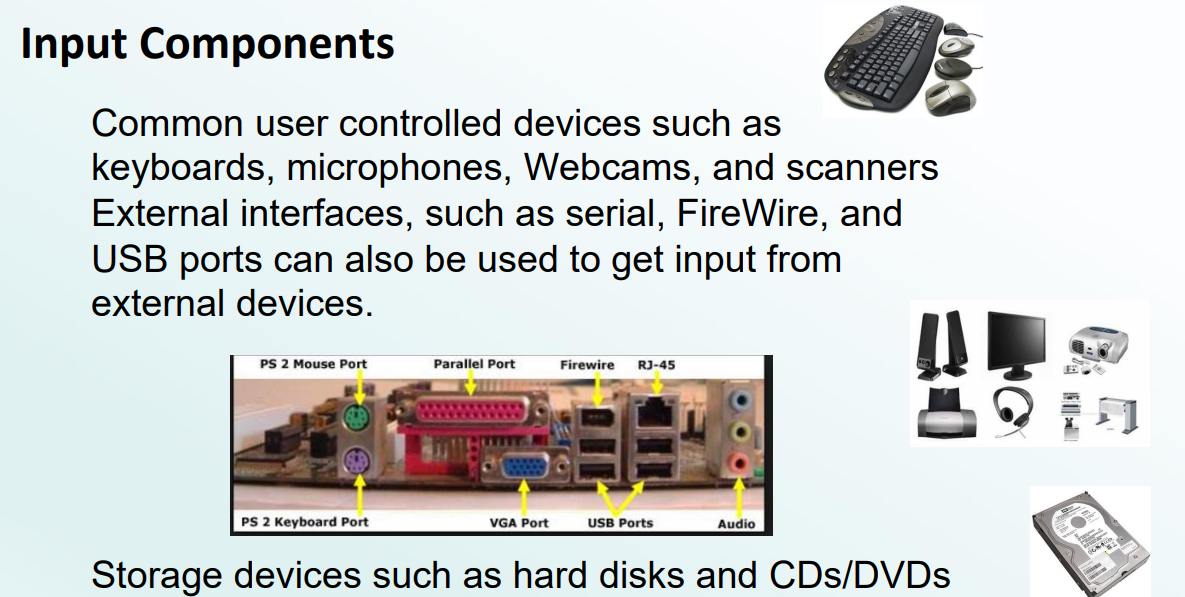 Input Components
Common user controlled devices such as
keyboards, microphones, Webcams, and scanners
External interfaces, such as serial, FireWire, and
USB ports can also be used to get input from
external devices.
PS 2 Mouse Port
Parallel Port
Firewire
RJ-45
PS 2 Keyboard Port
VGA Port
USB Ports
Audio
Storage devices such as hard disks and CDs/DVDs